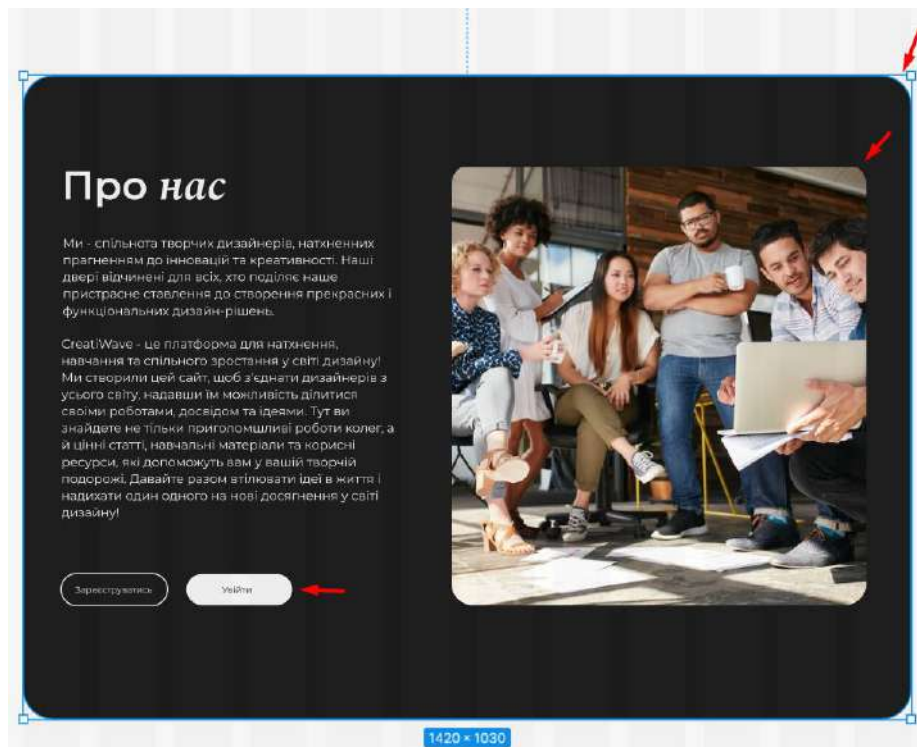 Про нас
Ми - спільнота творчих дизайнерів, натхненних
прагненням до інновацій та креативності. Наші
двері відчинені для всіх, хто поділяє наше
пристрасне ставлення до створення прекрасних і
функціональних дизайн-рішень.
CreatiWave - це платформа для натхнення,
навчання та спільного зростання у світі дизайну!
Ми створили цей сайт, щоб з'єднати дизайнерів з
усього світу, надавши їм можливість ділитися
своїми роботами, досвідом та ідеями. Тут ви
знайдете не тільки приголомшливі роботи колег, а
й цінні статті, навчальні матеріали та корисні
ресурси, які допоможуть вам у вашій творчій
подорожі. Давайте разом втілювати ідеї в життя і
надихати один одного на нові досягнення у світі
дизайну!
Зареєструватись Увійти
1420 × 1030